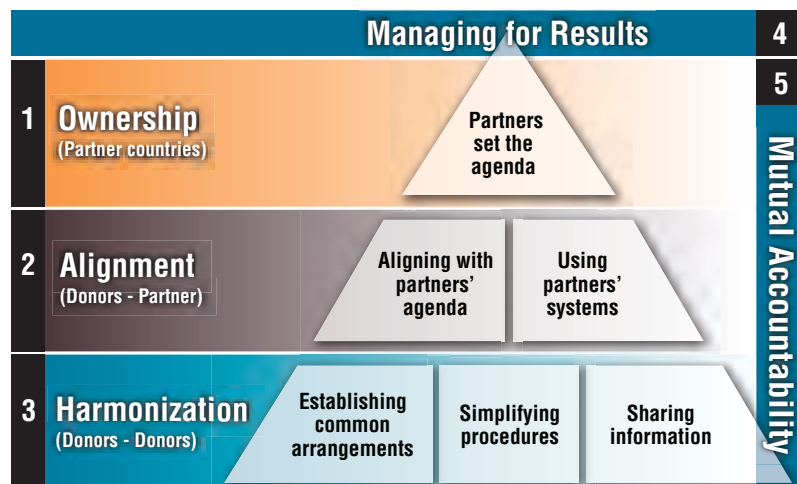 Managing for Results
4
5
1
Ownership
(Partner countries)
Partners
set the
agenda
2
Alignment
(Donors - Partner)
Aligning with
partners'
agenda
Using
partners'
systems
3
Harmonization
(Donors - Donors)
Establishing
common
arrangements
Simplifying
procedures
Sharing
information
Mutual Accountability